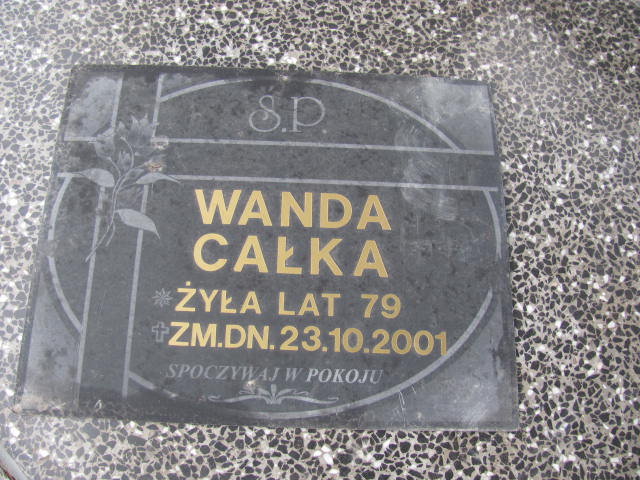 Ś.P.
WANDA
CAŁKA
ŻYŁA LAT 79
ZM.DN.23.10.2001
SPOCZYWAJ W POKOJU